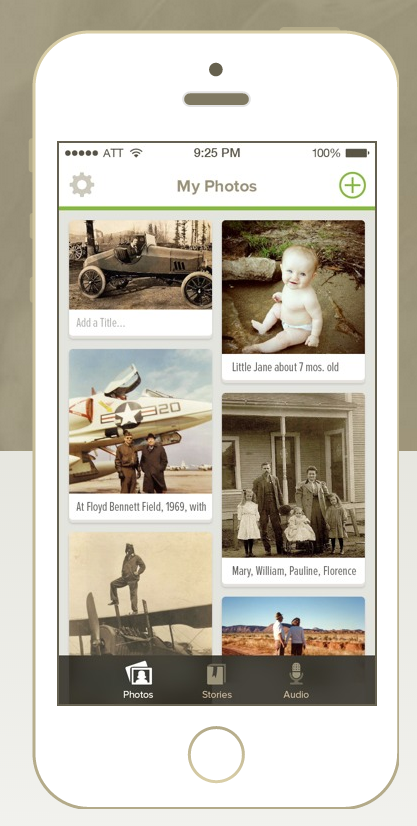 ATT 9:25 PM 100%
My Photos
Add a Title...
Little Jane about 7 mos. old
320
At Floyd Bennett Field, 1969, with
Mary, William, Pauline, Florence
Photos Stories Audio